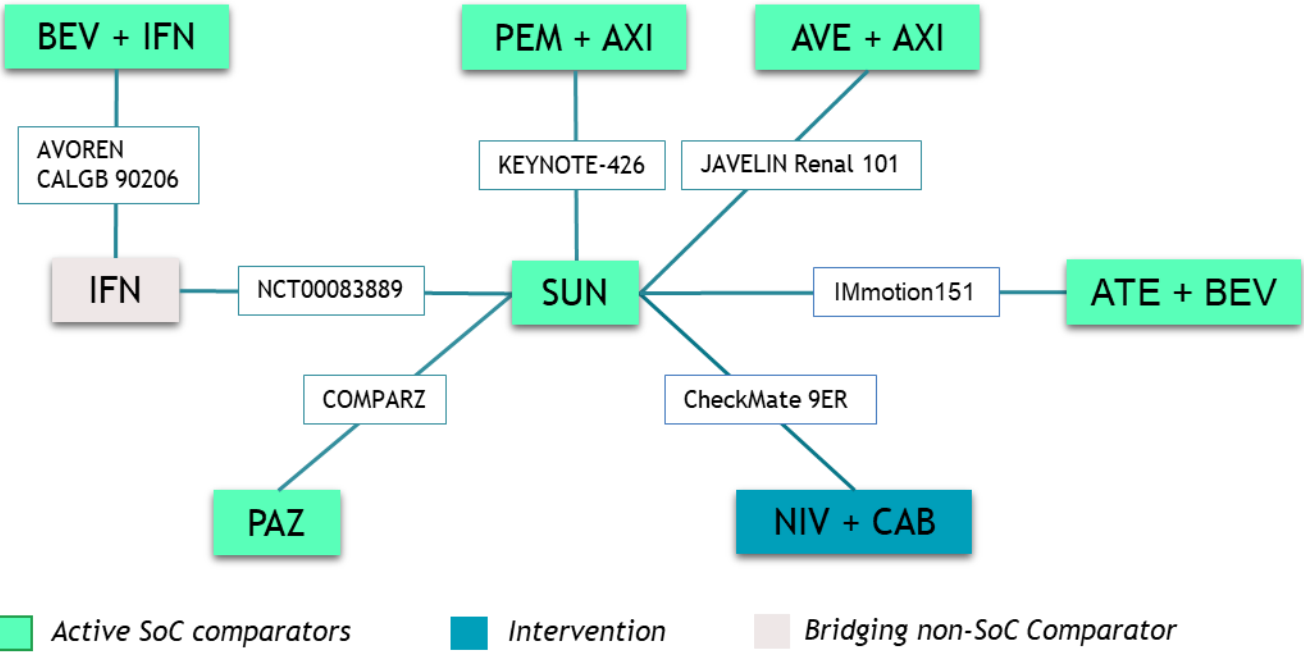 BEV + IFN
PEM + AXI
AVE + AXI
AVOREN
CALGB 90206
KEYNOTE-426
JAVELIN Renal 101
IFN
NCT00083889
SUN
IMmotion151
ATE + BEV
COMPARZ
CheckMate 9ER
PAZ
NIV + CAB
Active SoC comparators
Intervention
Bridging non-SoC Comparator